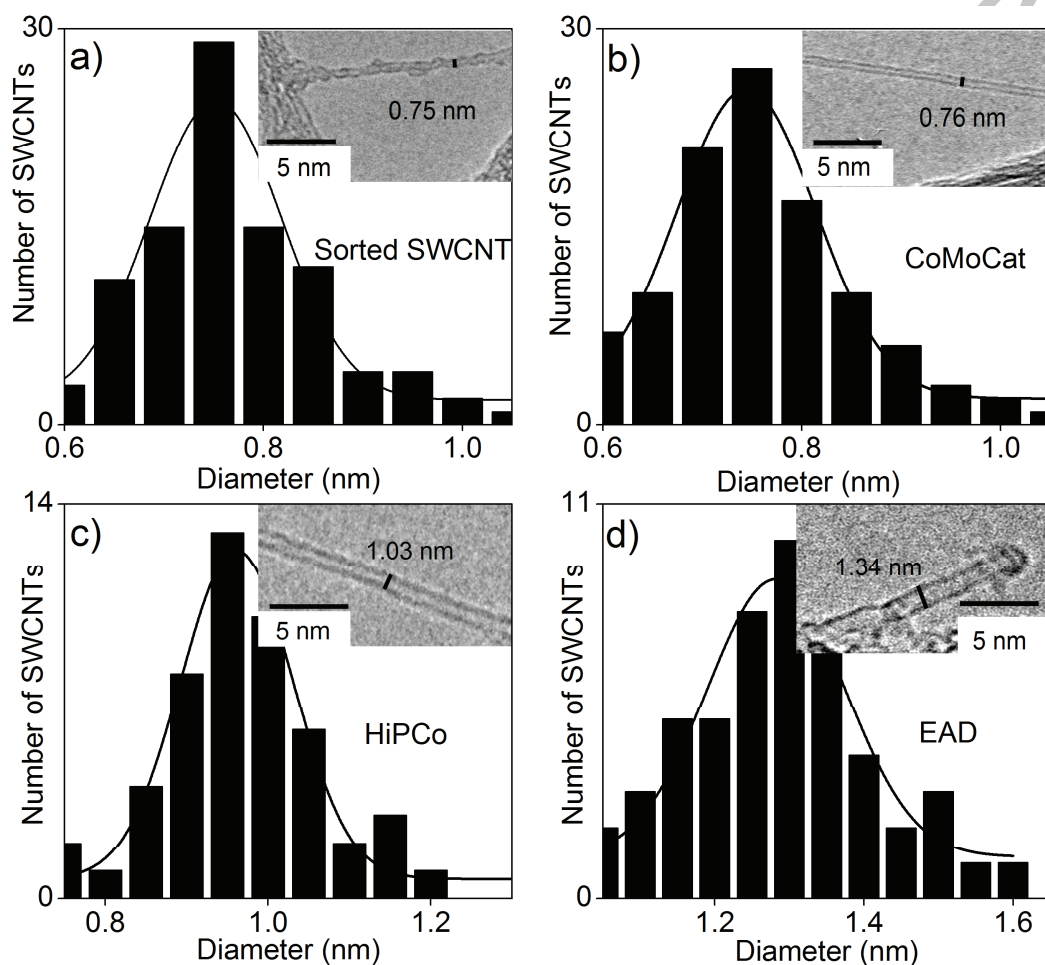 30
a)
0.75 nm
5 nm
Sorted SWCNT
Number of SWCNTs
0
0.6
0.8
1.0
Diameter (nm)
30
b)
0.76 nm
5 nm
CoMoCat
Number of SWCNTs
0
0.6
0.8
1.0
Diameter (nm)
14
c)
1.03 nm
5 nm
HiPCo
Number of SWCNTs
0
0.8
1.0
1.2
Diameter (nm)
11
d)
1.34 nm
5 nm
EAD
Number of SWCNTs
0
1.2
1.4
1.6
Diameter (nm)